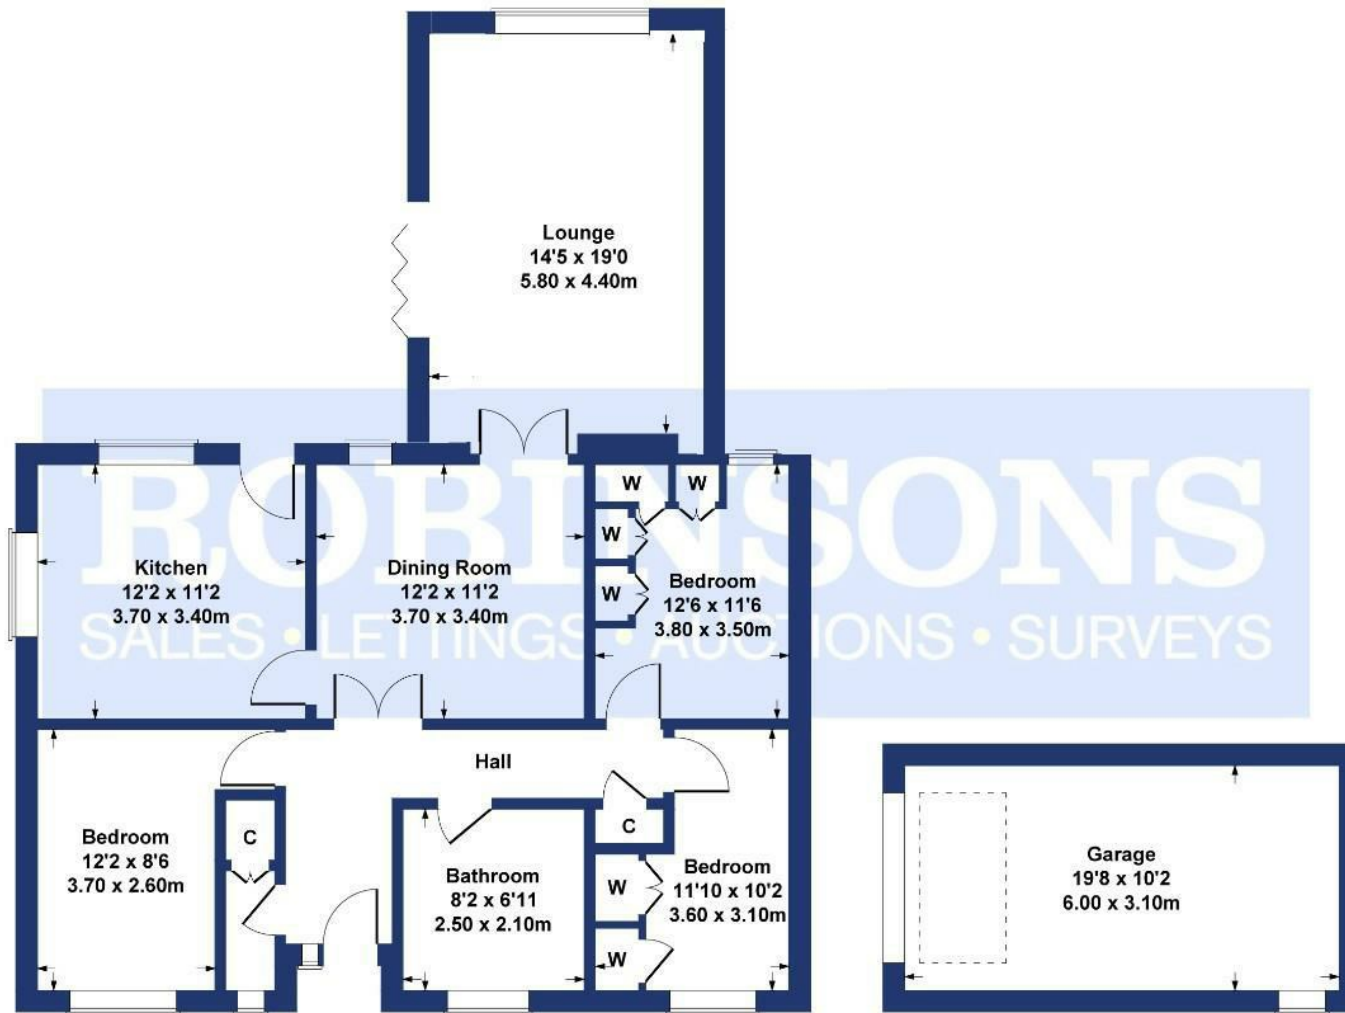 Lounge
14'5 x 19'0
5.80 x 4.40m
ROBINSONS
SALES • LETTINGS • AUCTIONS • SURVEYS
Kitchen
12'2 x 11'2
3.70 x 3.40m
Dining Room
12'2 x 11'2
3.70 x 3.40m
W
W
W
W
Bedroom
12'6 x 11'6
3.80 x 3.50m
Hall
Bedroom
12'2 x 8'6
3.70 x 2.60m
C
Bathroom
8'2 x 6'11
2.50 x 2.10m
C
W
W
Bedroom
11'10 x 10'2
3.60 x 3.10m
Garage
19'8 x 10'2
6.00 x 3.10m